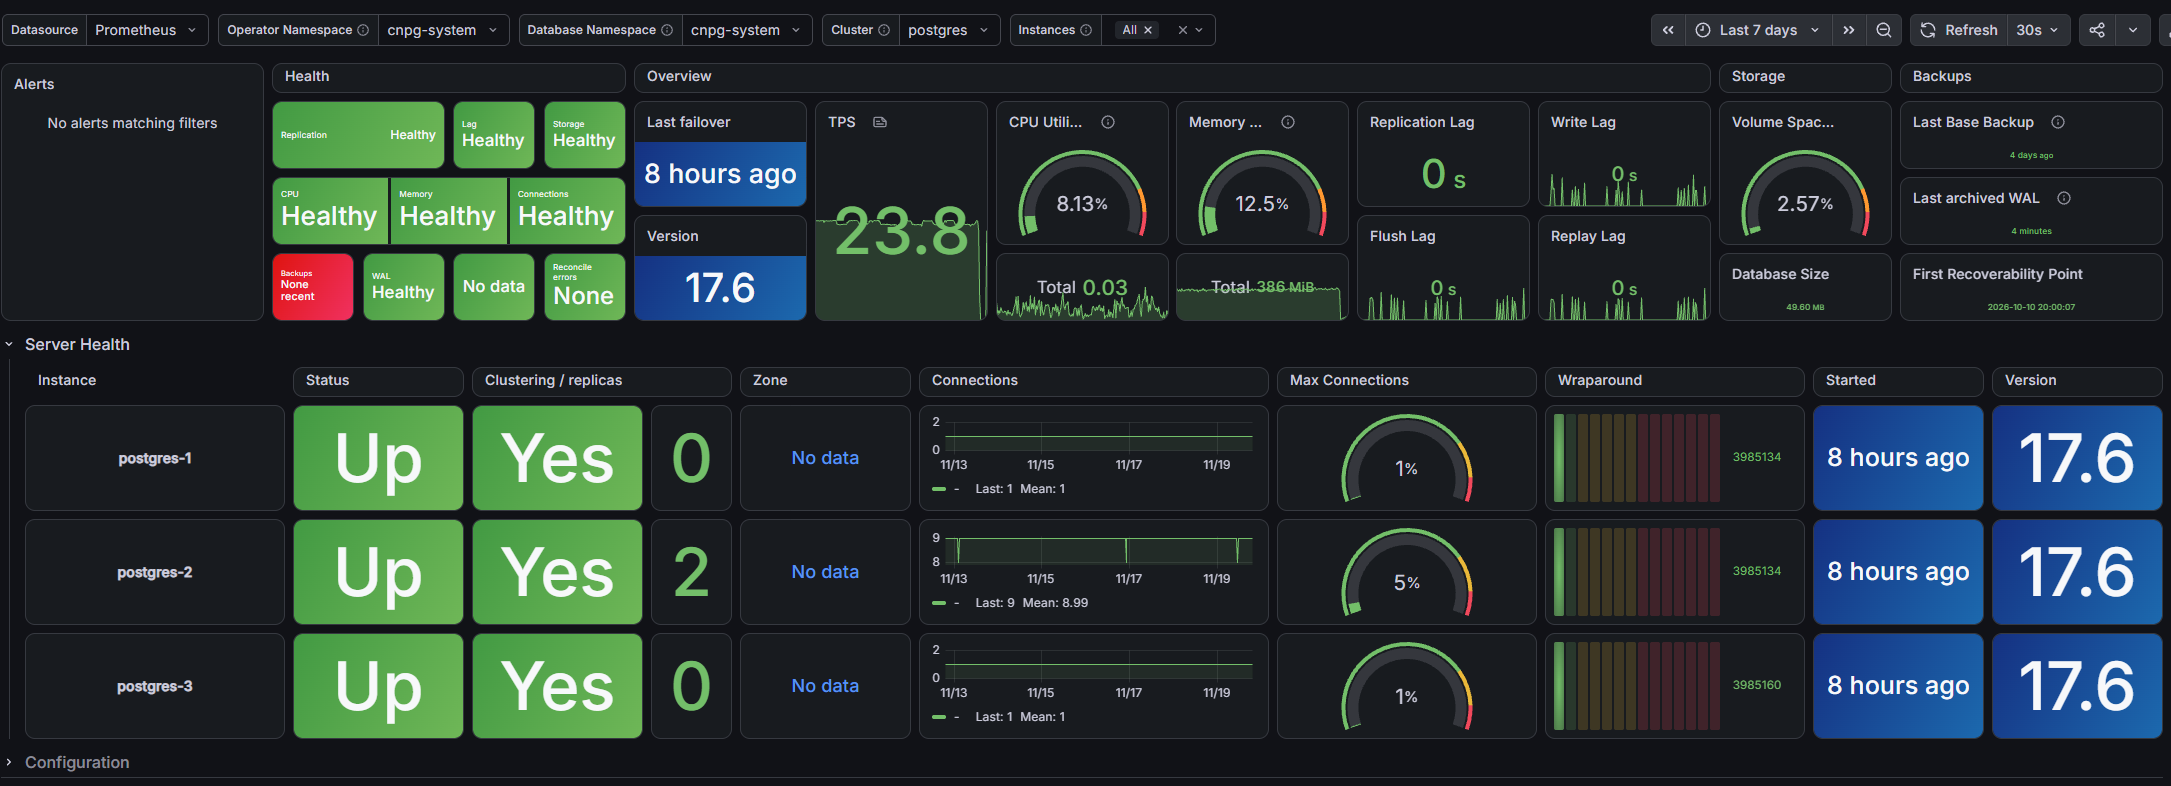 Datasource Prometheus Operator Namespace cnpg-system Database Namespace cnpg-system Cluster postgres Instances All Last 7 days Refresh 30s
Alerts
No alerts matching filters
Health
Replication Healthy
Lag
Healthy
Storage
Healthy
CPU
Healthy
Memory
Healthy
Connections
Healthy
Backups
None
recent
WAL
Healthy
No data
Reconcile
errors
None
Overview
Last failover
8 hours ago
Version
17.6
TPS
23.8
CPU Utili...
8.13%
Total 0.03
Memory ...
12.5%
Total 386 MiB
Replication Lag
0 s
Write Lag
0 s
Flush Lag
0 s
Replay Lag
0 s
Storage
Volume Spac...
2.57%
Database Size
49.60 MB
Backups
Last Base Backup
4 days ago
Last archived WAL
4 minutes
First Recoverability Point
2026-10-10 20:00:07
Server Health
Instance Status Clustering / replicas Zone Connections Max Connections Wraparound Started Version
postgres-1 Up Yes 0 No data
2
0
11/13 11/15 11/17 11/19
- Last: 1 Mean: 1
1% 3985134 8 hours ago 17.6
postgres-2 Up Yes 2 No data
9
8
11/13 11/15 11/17 11/19
- Last: 9 Mean: 8.99
5% 3985134 8 hours ago 17.6
postgres-3 Up Yes 0 No data
2
0
11/13 11/15 11/17 11/19
- Last: 1 Mean: 1
1% 3985160 8 hours ago 17.6
Configuration